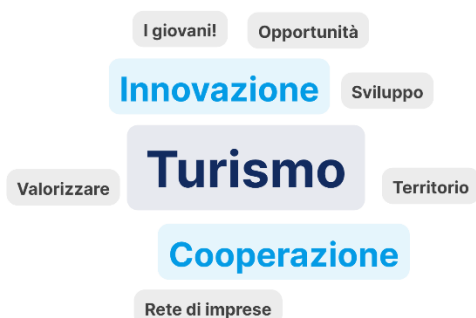 I giovani!
Opportunità
Innovazione
Sviluppo
Turismo
Valorizzare
Territorio
Cooperazione
Rete di imprese